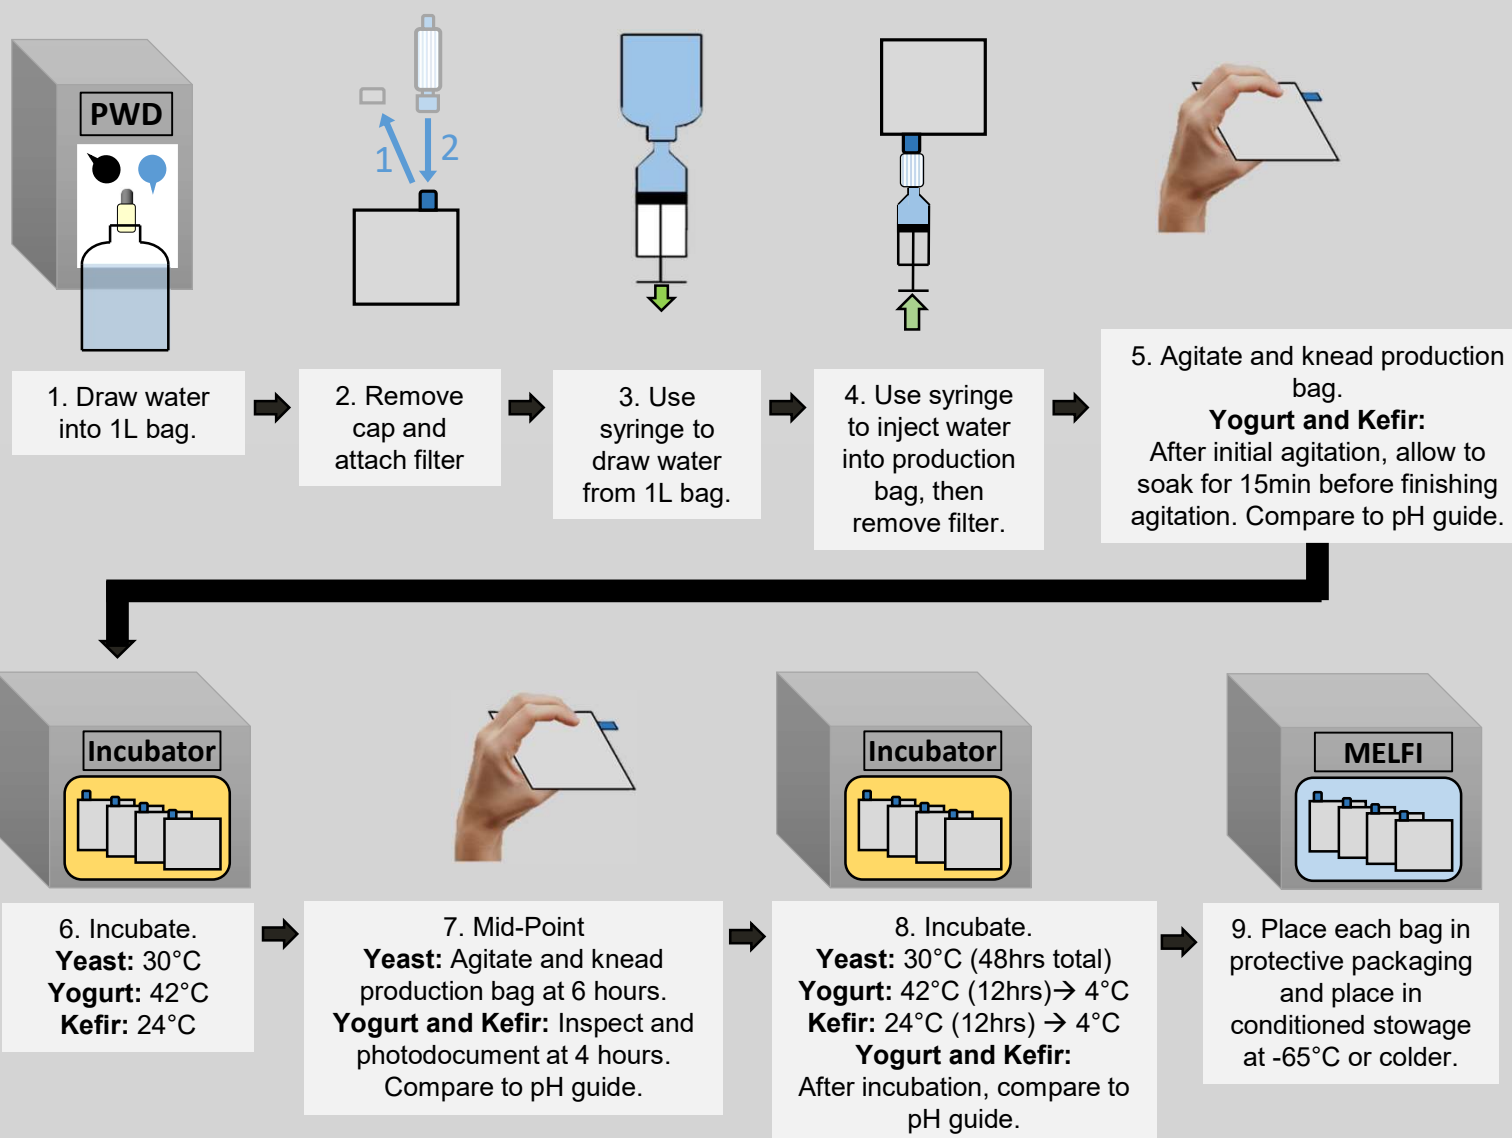 PWD
1
2
1. Draw water
into 1L bag.
2. Remove
cap and
attach filter
3. Use
syringe to
draw water
from 1L bag.
4. Use syringe
to inject water
into production
bag, then
remove filter.
5. Agitate and knead production
bag.
Yogurt and Kefir:
After initial agitation, allow to
soak for 15min before finishing
agitation. Compare to pH guide.
Incubator
6. Incubate.
Yeast: 30°C
Yogurt: 42°C
Kefir: 24°C
7. Mid-Point
Yeast: Agitate and knead
production bag at 6 hours.
Yogurt and Kefir: Inspect and
photodocument at 4 hours.
Compare to pH guide.
Incubator
8. Incubate.
Yeast: 30°C (48hrs total)
Yogurt: 42°C (12hrs)→ 4°C
Kefir: 24°C (12hrs) → 4°C
Yogurt and Kefir:
After incubation, compare to
pH guide.
MELFI
9. Place each bag in
protective packaging
and place in
conditioned stowage
at -65°C or colder.